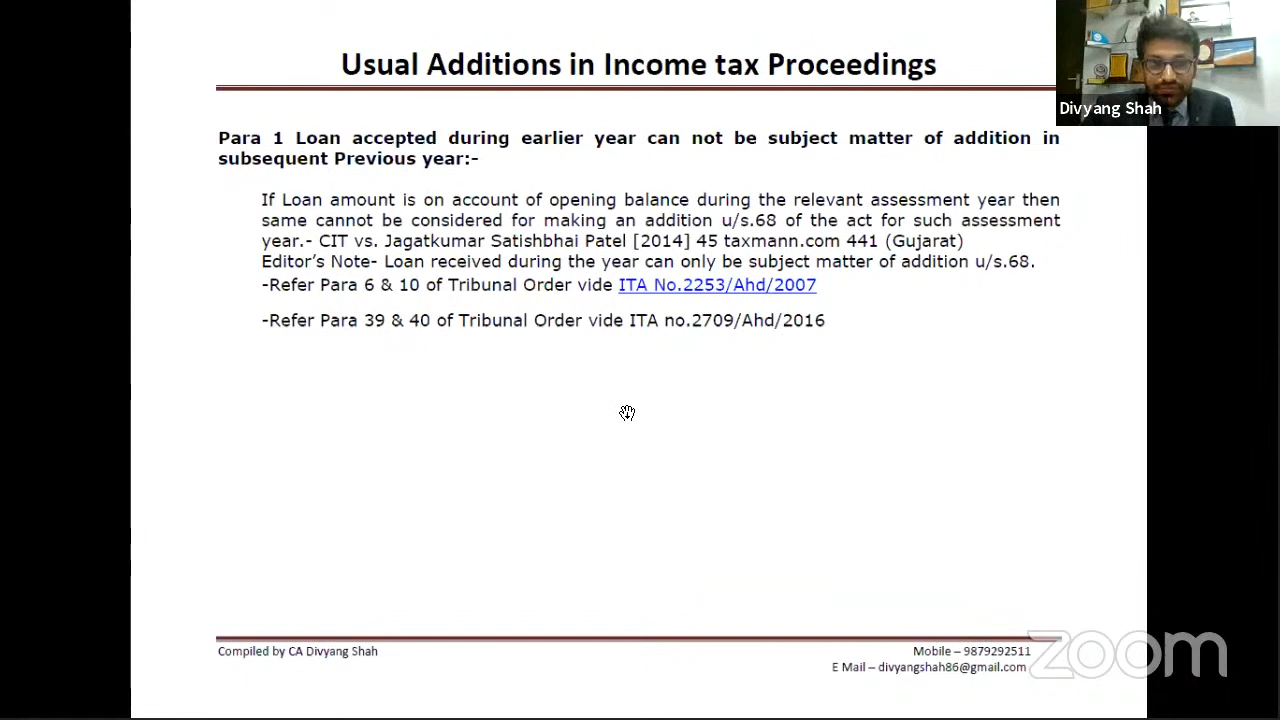 Usual Additions in Income tax Proceedings
Divyang Shah
Para 1 Loan accepted during earlier year can not be subject matter of addition in
subsequent Previous year:-
If Loan amount is on account of opening balance during the relevant assessment year then
same cannot be considered for making an addition u/s.68 of the act for such assessment
year.- CIT vs. Jagatkumar Satishbhai Patel [2014] 45 taxmann.com 441 (Gujarat)
Editor's Note- Loan received during the year can only be subject matter of addition u/s.68.
-Refer Para 6 & 10 of Tribunal Order vide ITA No.2253/Ahd/2007
-Refer Para 39 & 40 of Tribunal Order vide ITA no.2709/Ahd/2016
Compiled by CA Divyang Shah
Mobile – 9879292511
E Mail – divyangshah86@gmail.com
zoom